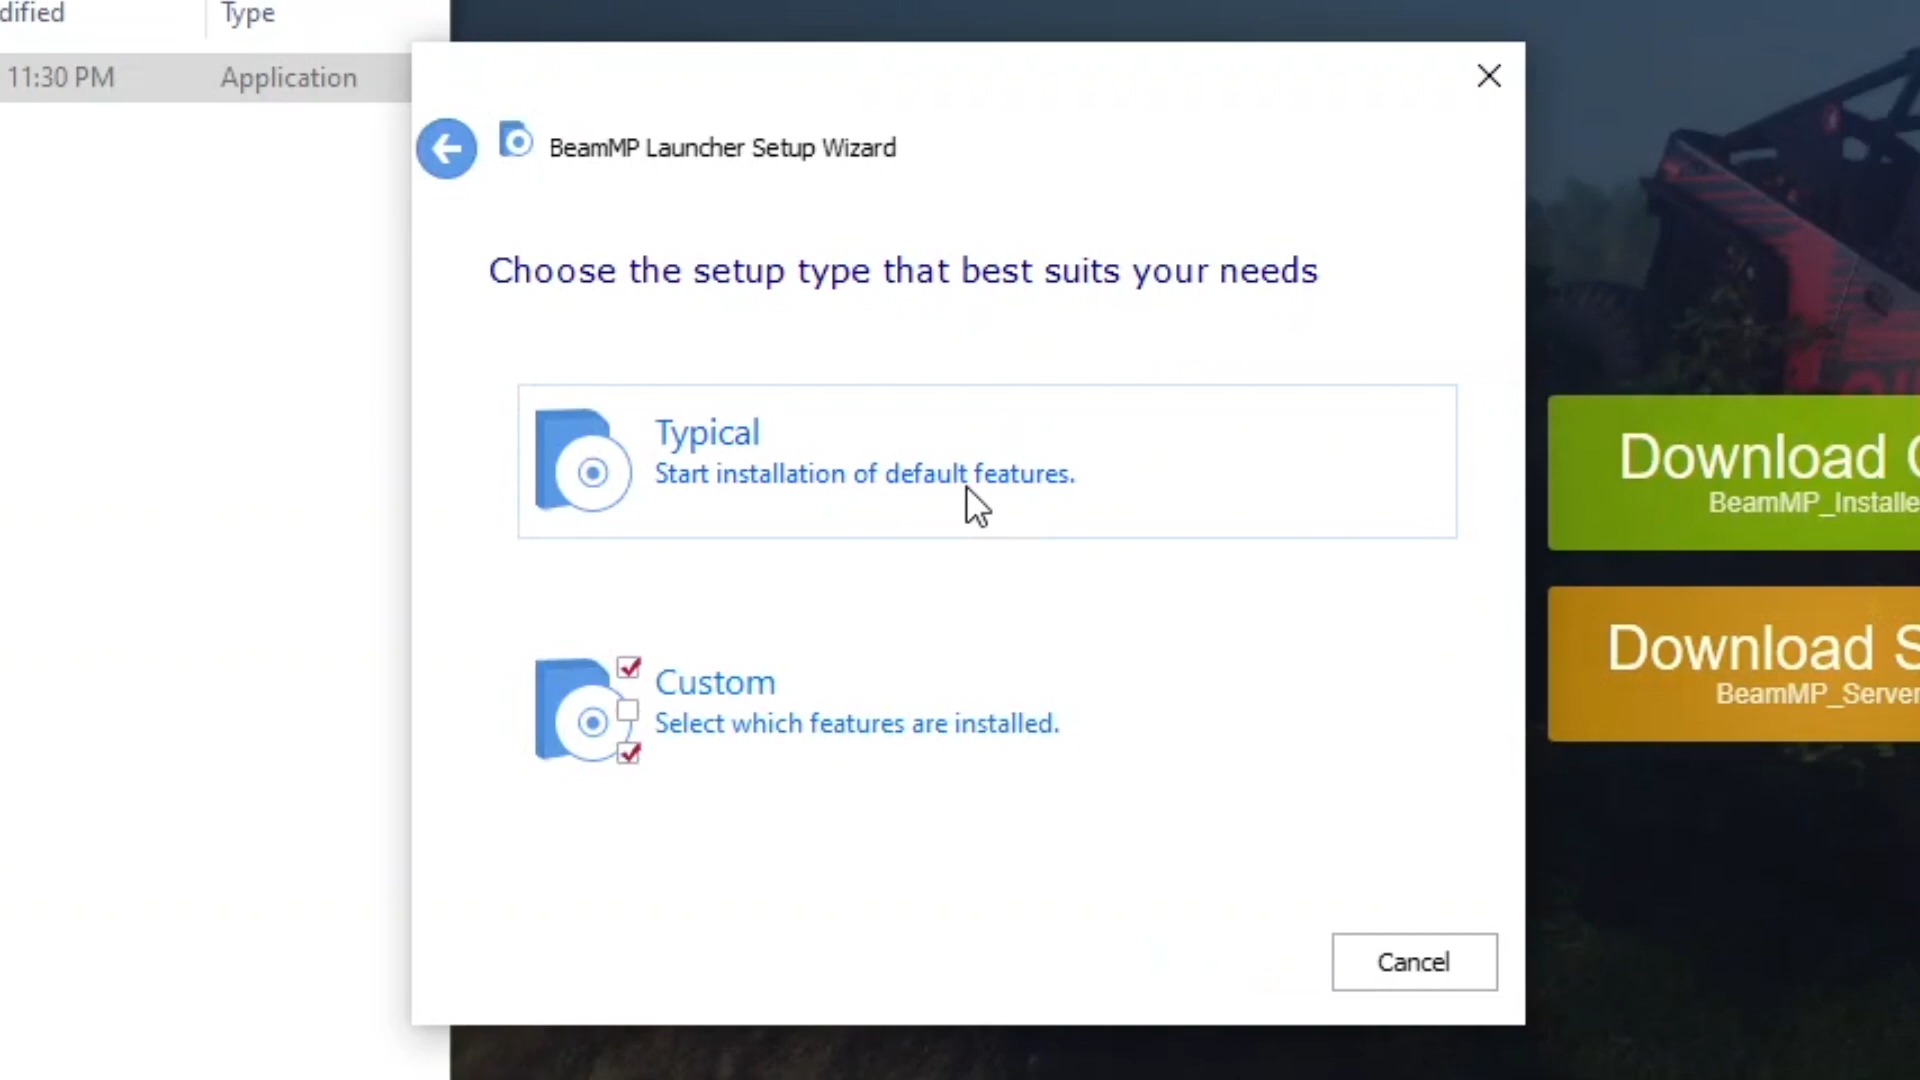 dified
Type
11:30 PM
Application
BeamMP Launcher Setup Wizard
Choose the setup type that best suits your needs
Typical
Start installation of default features.
Custom
Select which features are installed.
Cancel
Download
BeamMP_Installe
Download S
BeamMP_Server